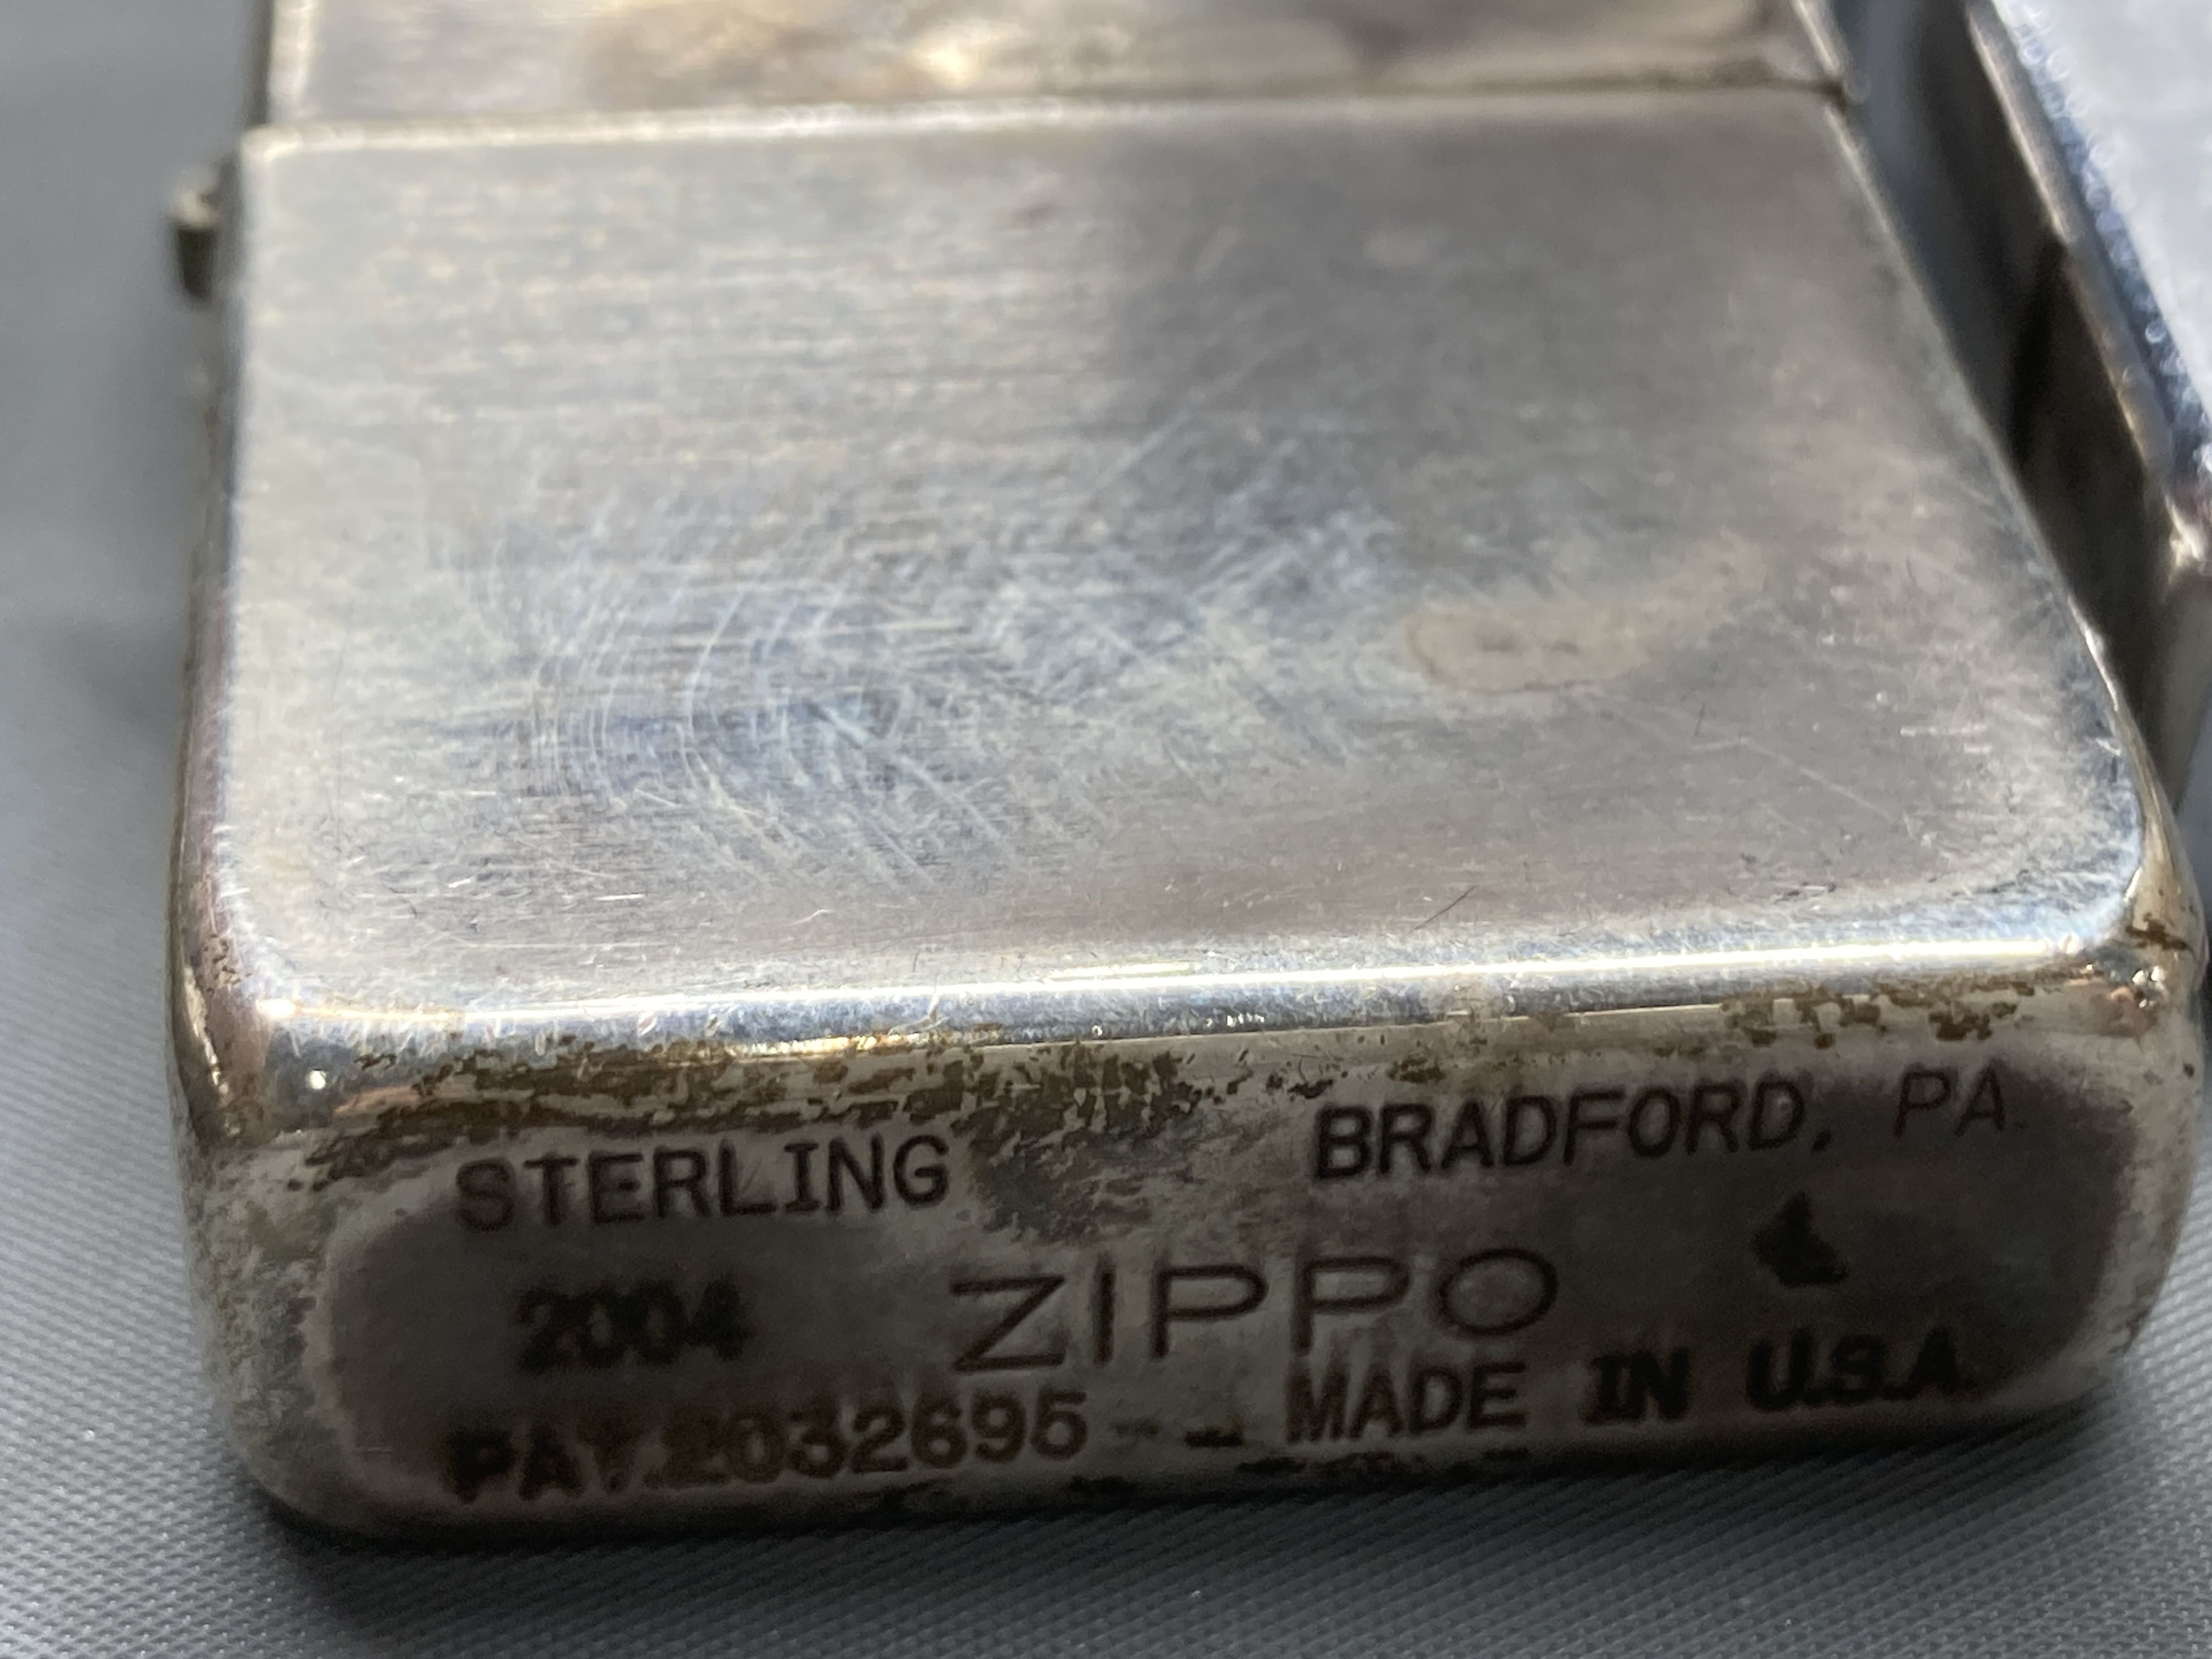 STERLING BRADFORD, PA.
2004 ZIPPO
PAT. 2032695 MADE IN U.S.A.